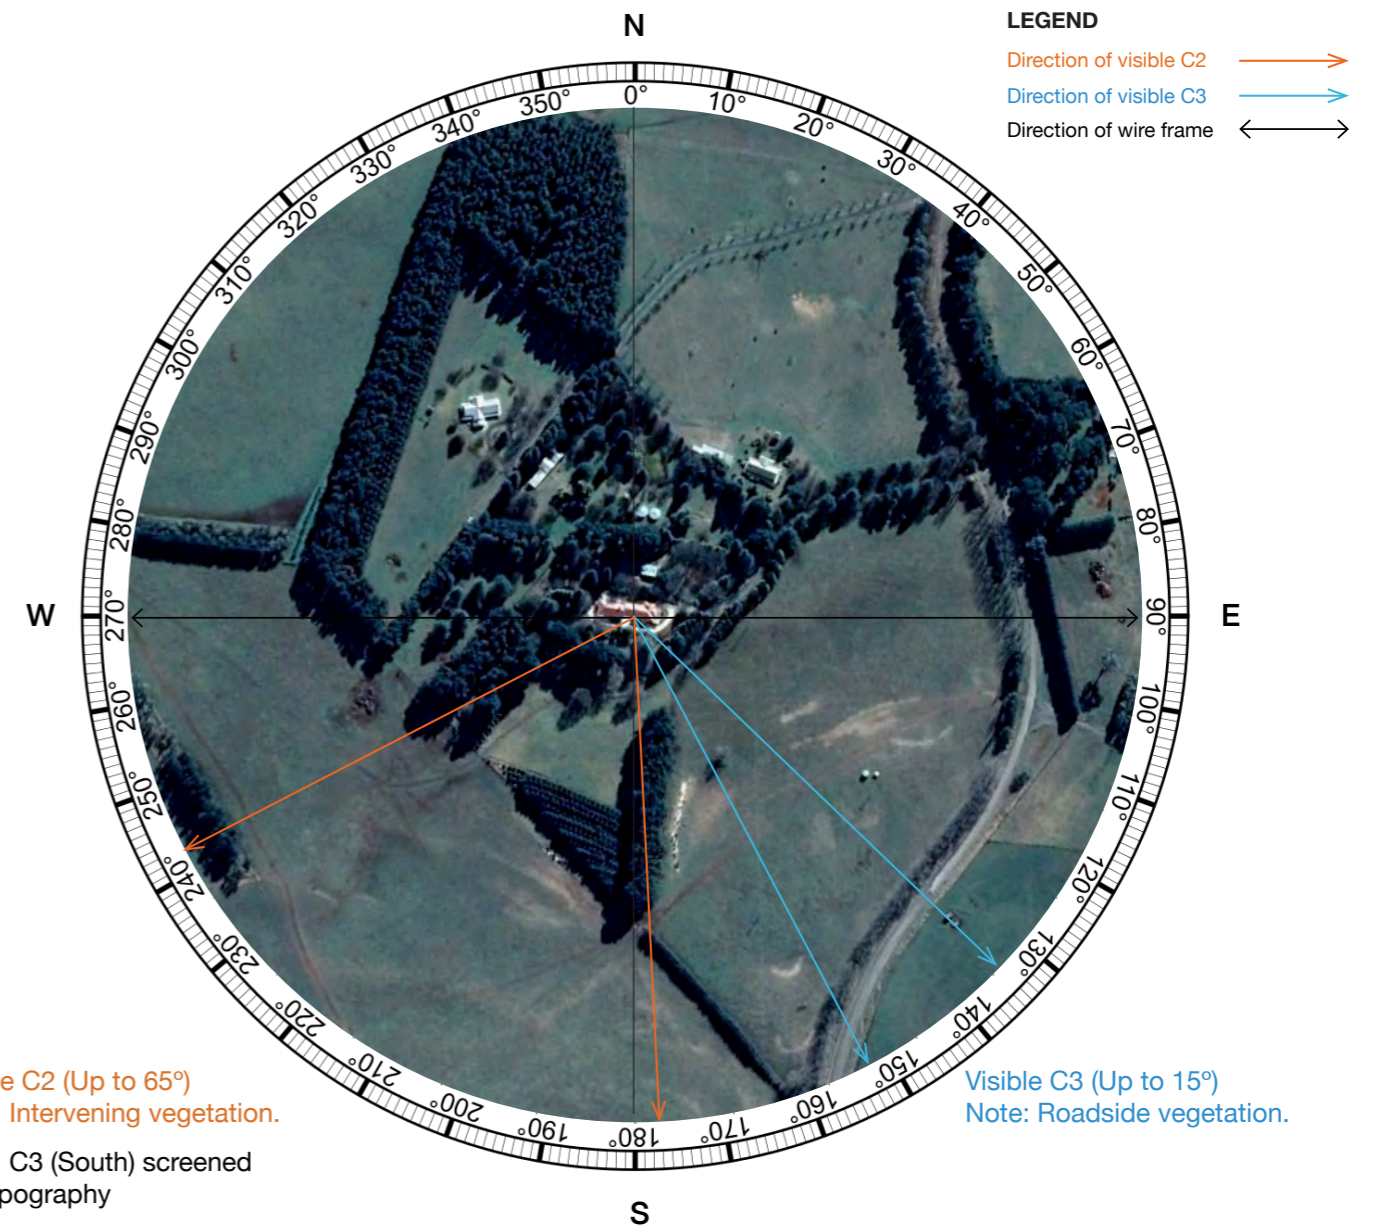 N
LEGEND
Direction of visible C2
Direction of visible C3
Direction of wire frame
0°
10°
20°
30°
40°
50°
60°
70°
80°
90°
E
100°
110°
120°
130°
140°
150°
160°
170°
180°
190°
200°
210°
220°
230°
240°
250°
260°
270°
W
280°
290°
300°
310°
320°
330°
340°
350°
e C2 (Up to 65º)
Intervening vegetation.
C3 (South) screened
pography
Visible C3 (Up to 15º)
Note: Roadside vegetation.
S